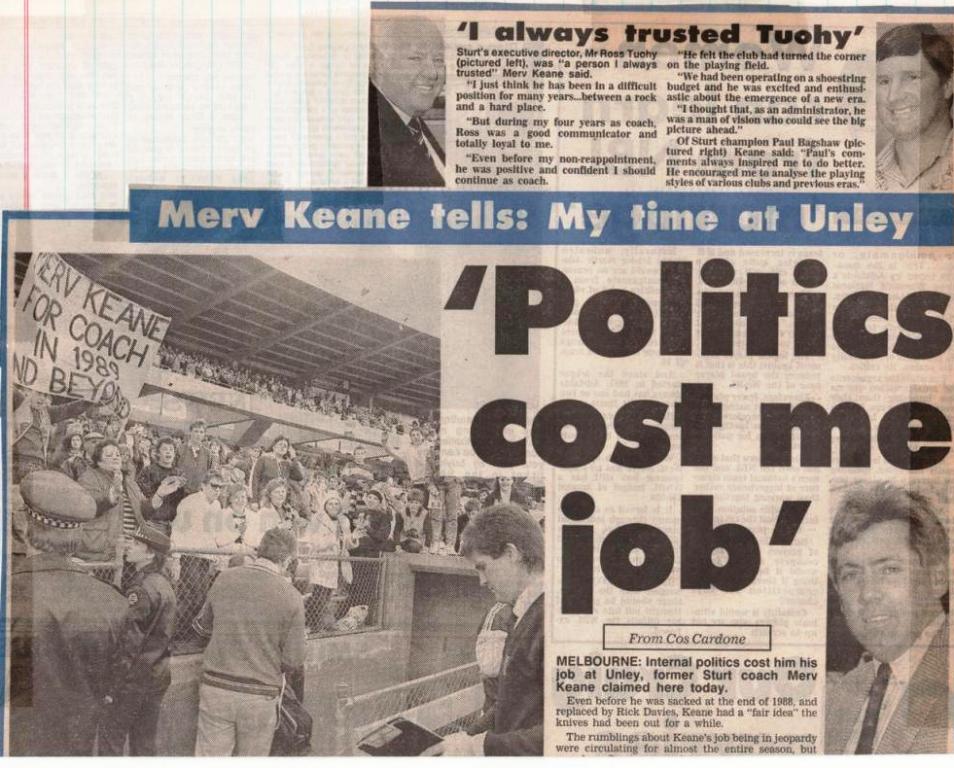 'I always trusted Tuohy'
Sturt's executive director, Mr Ross Tuohy
(pictured left), was "a person I always
trusted" Merv Keane said.
"I just think he has been in a difficult
position for many years...between a rock
and a hard place.
"But during my four years as coach,
Ross was a good communicator and
totally loyal to me.
"Even before my non-reappointment,
he was positive and confident I should
continue as coach.
"He felt the club had turned the corner
on the playing field.
"We had been operating on a shoestring
budget and he was excited and enthusi-
astic about the emergence of a new era.
"I thought that, as an administrator, he
was a man of vision who could see the big
picture ahead."
Of Sturt champion Paul Bagshaw (pic-
tured right) Keane said: "Paul's com-
ments always inspired me to do better.
He encouraged me to analyse the playing
styles of various clubs and previous eras."
Merv Keane tells: My time at Unley
MERV KEANE
FOR COACH
IN 1989
ND BEYO
'Politics
cost me
job'
From Cos Cardone
MELBOURNE: Internal politics cost him his
job at Unley, former Sturt coach Merv
Keane claimed here today.
Even before he was sacked at the end of 1988, and
replaced by Rick Davies, Keane had a "fair idea" the
knives had been out for a while.
The rumblings about Keane's job being in jeopardy
were circulating for almost the entire season, but